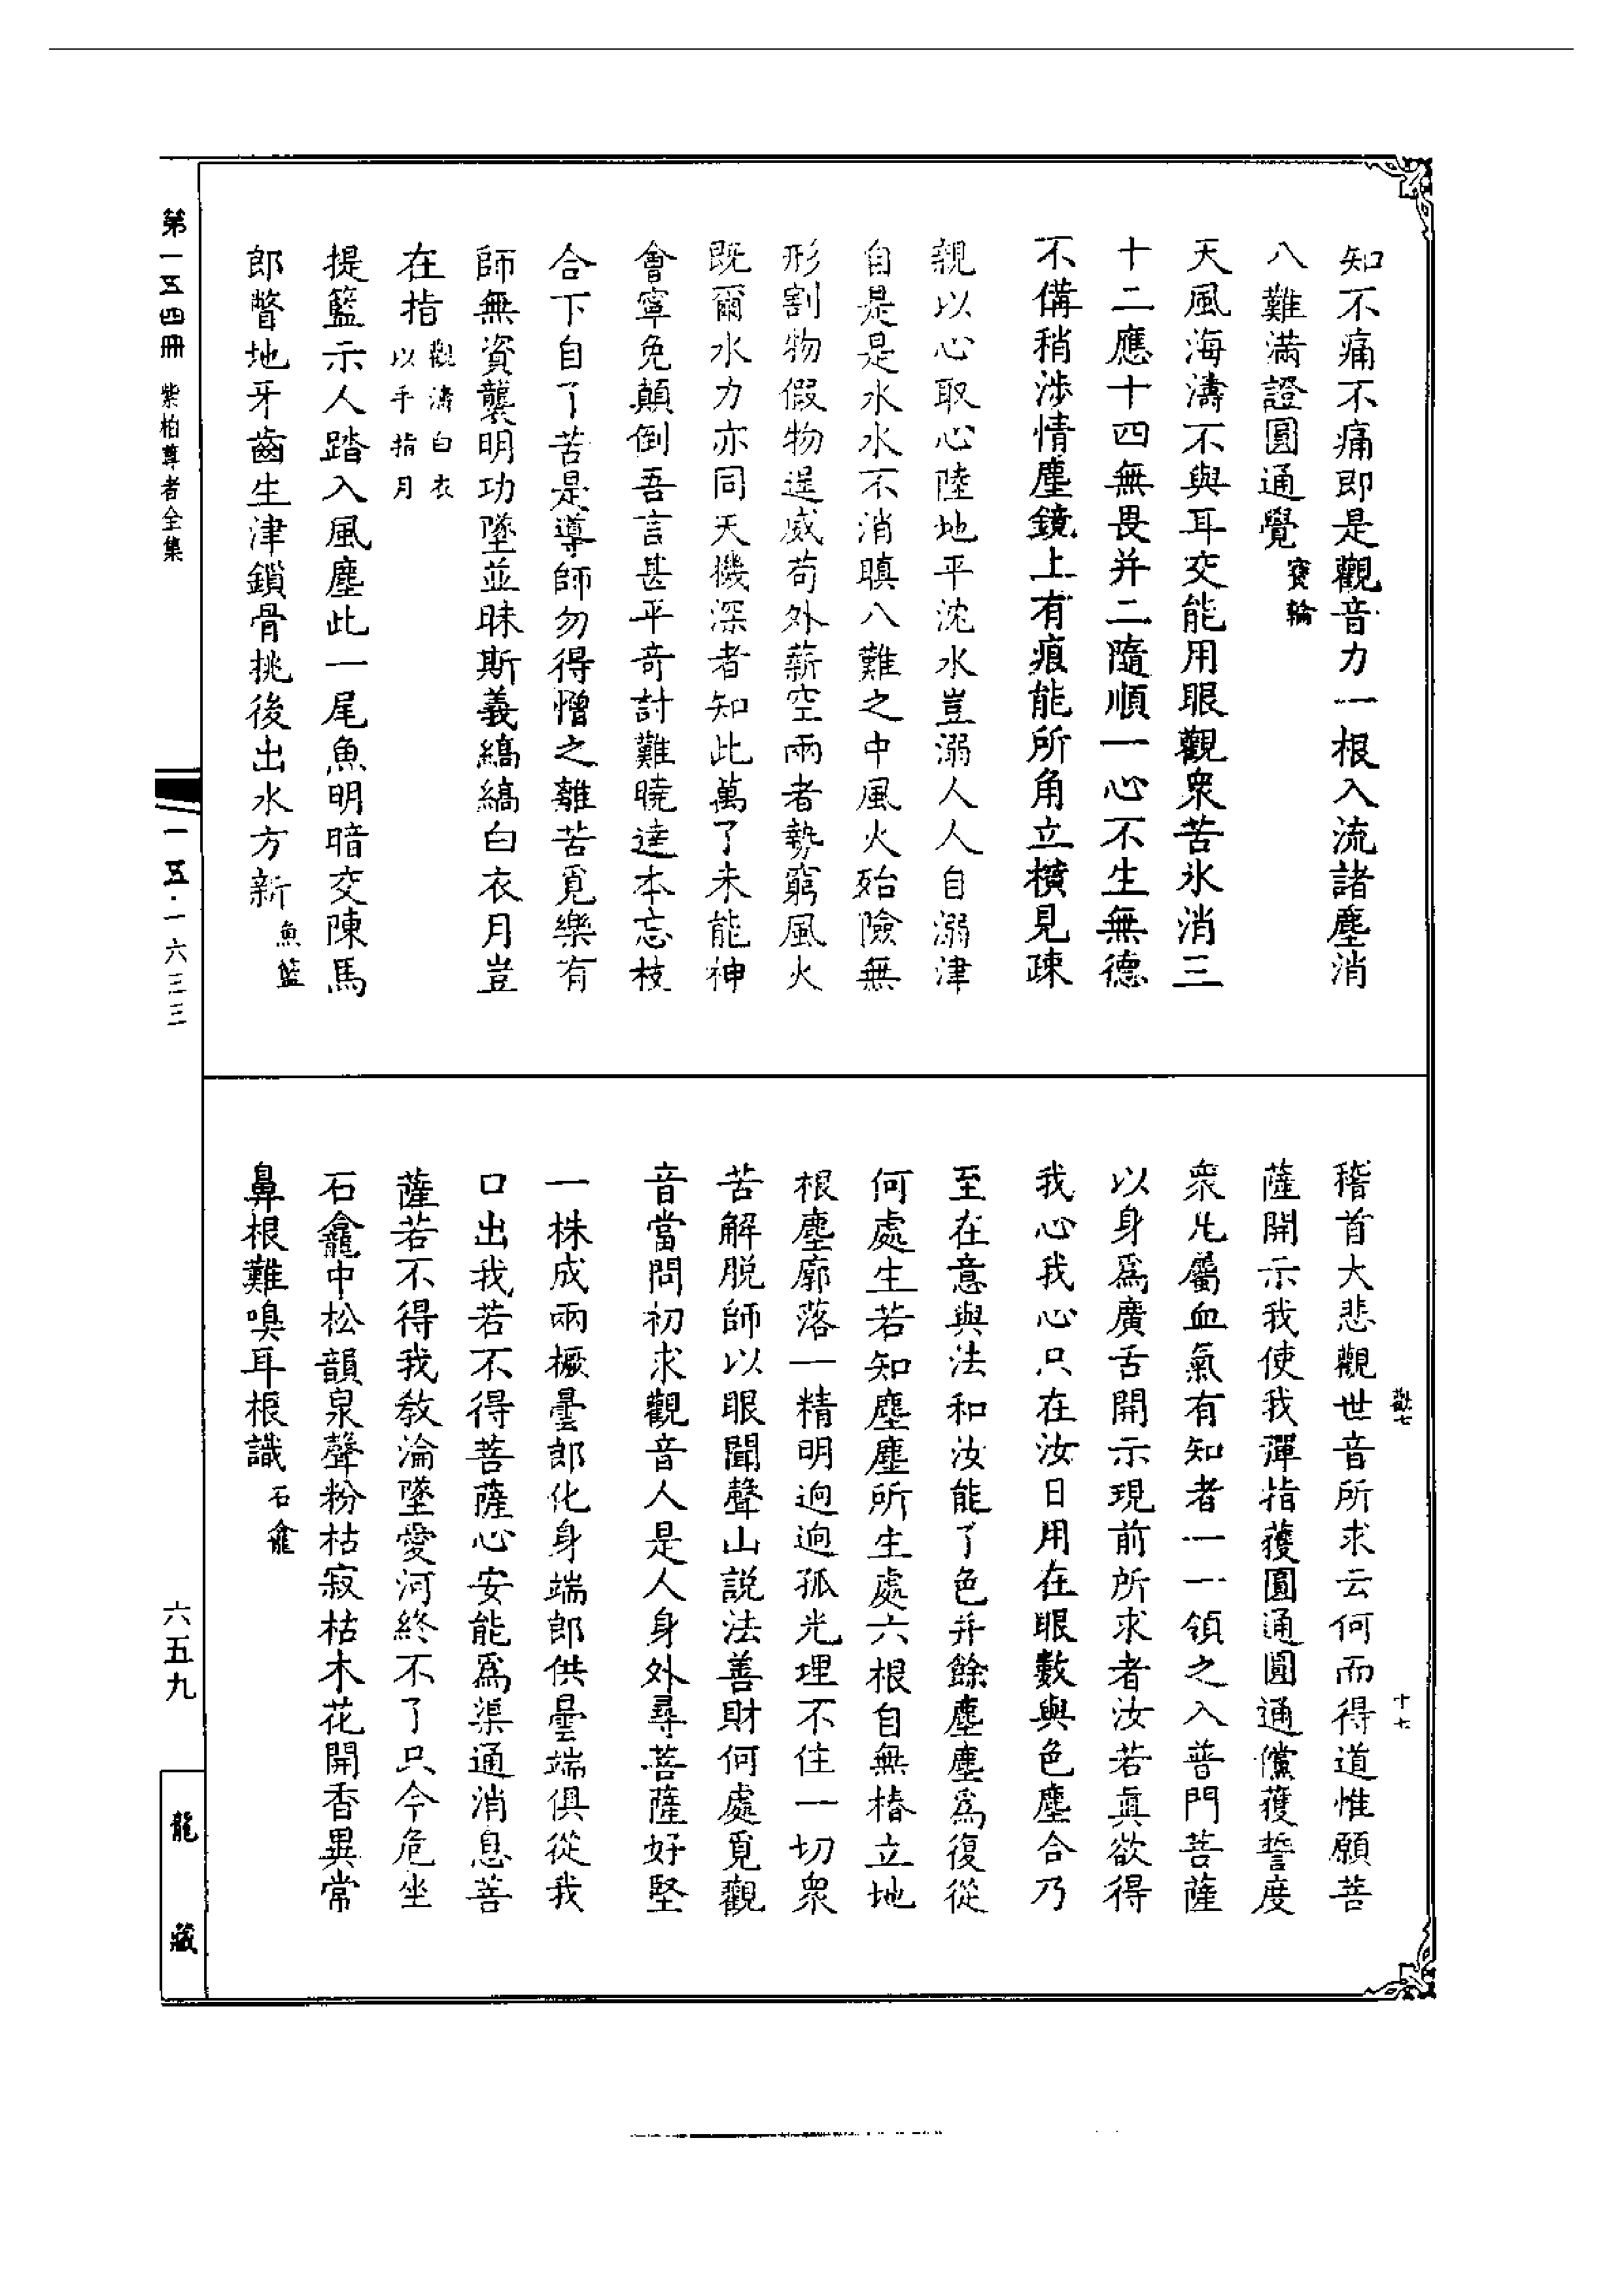 知不痛不痛即是觀音力一根入流諸塵消
八難滿證圓通覺 寶輪
天風海濤不與耳交能用眼觀衆苦氷消三
十二應十四無畏并二隨順一心不生無德
不俻稍涉情塵鏡上有痕能所角立橫見疎
親以心取心陸地平沈水豈溺人人自溺津
自是是水水不消瞋八難之中風火殆險無
形割物假物逞威苟外薪空兩者勢窮風火
既爾水力亦同天機深者知此萬了未能神
會寧免顛倒吾言甚平奇討難曉達本忘枝
合下自了苦是導師勿得憎之離苦覓樂有
師無資襲明功墜並昧斯義縞縞白衣月豈
在指 觀濤白衣
以手指月
提籃示人踏入風塵此一尾魚明暗交陳馬
郎瞥地牙齒生津鎖骨挑後出水方新 魚籃
稽首大悲觀世音所求云何而得道惟願菩
薩開示我使我彈指獲圓通圓通儻獲誓度
衆凡屬血氣有知者一一領之入普門菩薩
以身爲廣舌開示現前所求者汝若眞欲得
我心我心只在汝日用在眼數與色塵合乃
至在意與法和汝能了色并餘塵塵爲復從
何處生若知塵塵所生處六根自無樁立地
根塵廓落一精明迥迥孤光埋不住一切衆
苦解脱師以眼聞聲山説法善財何處覓觀
音當問初求觀音人是人身外尋菩薩好堅
一株成兩橛曇郎化身端郎供曇端俱從我
口出我若不得菩薩心安能爲渠通消息菩
薩若不得我教淪墜愛河終不了只今危坐
石龕中松韻泉聲粉枯寂枯木花開香異常
鼻根難嗅耳根識 石龕
第一五四冊 紫柏尊者全集
一五·一六三三
六五九
龍藏
十七